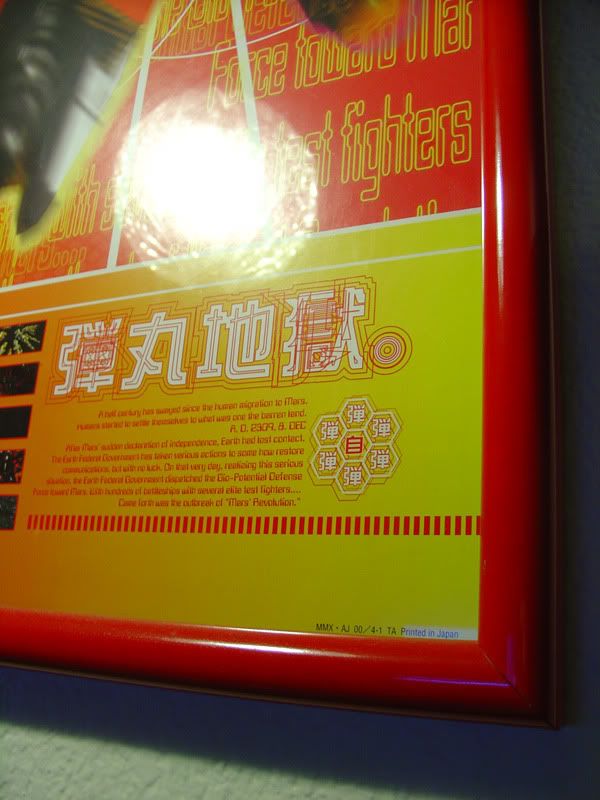 Force toward Mar
test fighters
with s
弾丸地獄。
A half century has swayed since the human migration to Mars.
Humans started to settle themselves to what was one the barren land.
A. D. 2309, 8. DEC
After Mars' sudden declaration of independence, Earth had lost contact.
The Earth Federal Government has taken various actions to some how restore
communications, but with no luck. On that very day, realizing this serious
situation, the Earth Federal Government dispatched the Bio-Potential Defense
Force toward Mars. With hundreds of battleships with several elite test fighters....
Came forth was the outbreak of "Mars' Revolution."
弾
弾 弾
自
弾 弾
弾
MMX・AJ 00/4-1 TA Printed in Japan